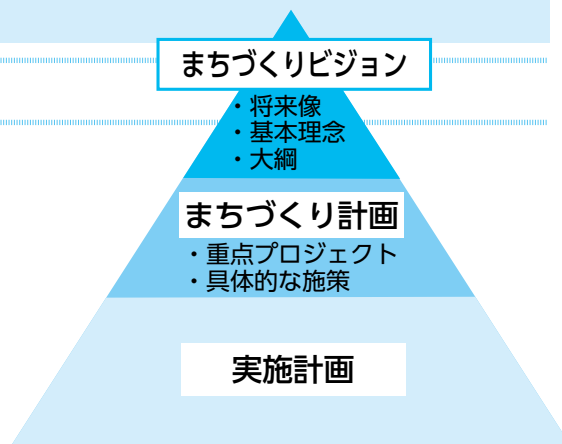 まちづくりビジョン
・将来像
・基本理念
・大綱
まちづくり計画
・重点プロジェクト
・具体的な施策
実施計画